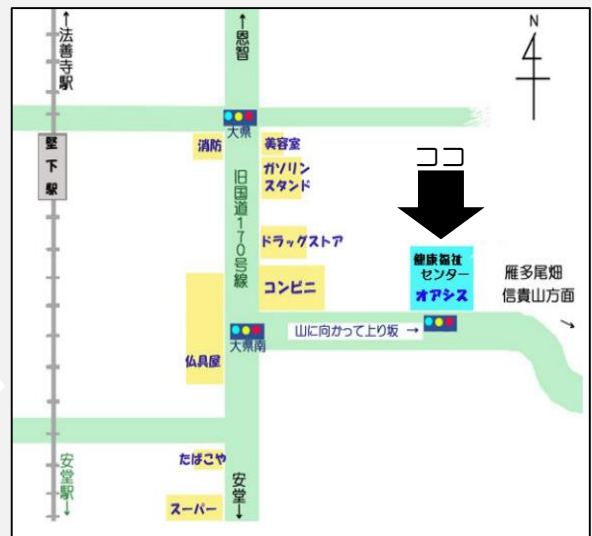 ←法善寺駅
←恩智
N
大県
消防
美容室
堅下駅
ガソリン
スタンド
ココ
旧国道170号線
ドラッグストア
健康福祉
センター
オアシス
雁多尾畑
信貴山方面
→
コンビニ
山に向かって上り坂 →
大県南
仏具屋
たばこや
安堂駅→
安堂→
スーパー